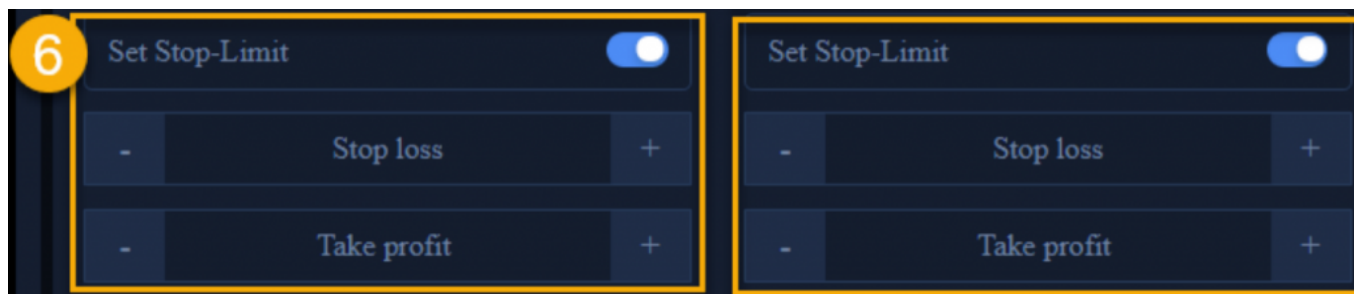 6
Set Stop-Limit
- Stop loss +
- Take profit +
Set Stop-Limit
- Stop loss +
- Take profit +